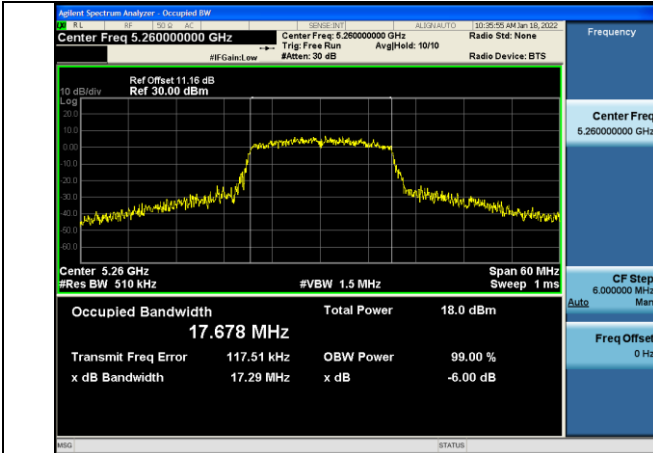 Agilent Spectrum Analyzer - Occupied BW
RL RF 50 Ω AC SENSE:INT ALIGNAUTO 10:35:55 AM Jan 18, 2022
Center Freq 5.260000000 GHz
Center Freq: 5.260000000 GHz
Radio Std: None
Trig: Free Run Avg|Hold: 10/10
#IFGain:Low #Atten: 30 dB Radio Device: BTS
Ref Offset 11.16 dB
10 dB/div Ref 30.00 dBm
Log
20.0
10.0
0.00
-10.0
-20.0
-30.0
-40.0
-50.0
-60.0
Center 5.26 GHz Span 60 MHz
#Res BW 510 kHz #VBW 1.5 MHz Sweep 1 ms
Occupied Bandwidth Total Power 18.0 dBm
17.678 MHz
Transmit Freq Error 117.51 kHz OBW Power 99.00 %
x dB Bandwidth 17.29 MHz x dB -6.00 dB
MSG STATUS
Frequency
Center Freq
5.260000000 GHz
CF Step
6.000000 MHz
Auto Man
Freq Offset
0 Hz